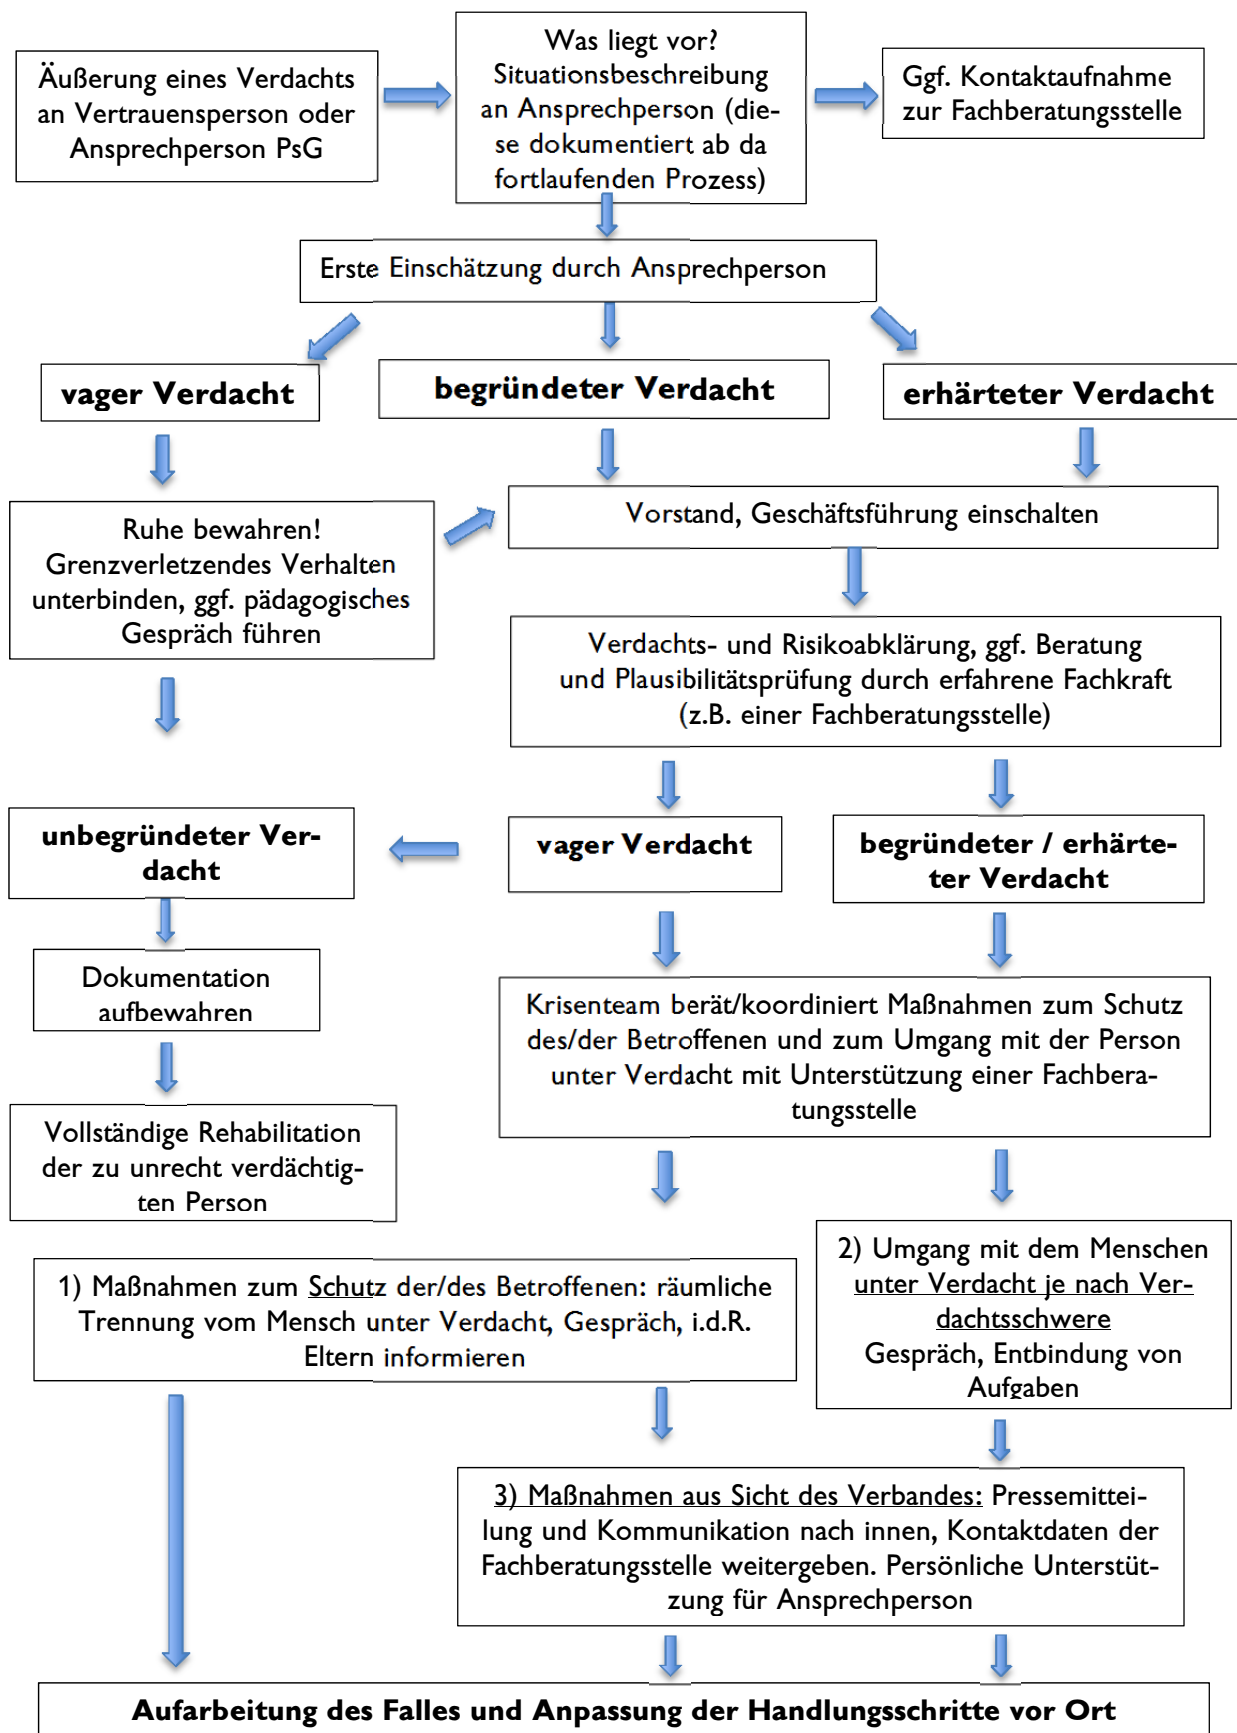 Äußerung eines Verdachts
an Vertrauensperson oder
Ansprechperson PsG
Was liegt vor?
Situationsbeschreibung
an Ansprechperson (die-
se dokumentiert ab da
fortlaufenden Prozess)
Ggf. Kontaktaufnahme
zur Fachberatungsstelle
Erste Einschätzung durch Ansprechperson
vager Verdacht
begründeter Verdacht
erhärteter Verdacht
Ruhe bewahren!
Grenzverletzendes Verhalten
unterbinden, ggf. pädagogisches
Gespräch führen
Vorstand, Geschäftsführung einschalten
Verdachts- und Risikoabklärung, ggf. Beratung
und Plausibilitätsprüfung durch erfahrene Fachkraft
(z.B. einer Fachberatungsstelle)
unbegründeter Ver-
dacht
vager Verdacht
begründeter / erhärte-
ter Verdacht
Dokumentation
aufbewahren
Krisenteam berät/koordiniert Maßnahmen zum Schutz
des/der Betroffenen und zum Umgang mit der Person
unter Verdacht mit Unterstützung einer Fachbera-
tungsstelle
Vollständige Rehabilitation
der zu unrecht verdächtig-
ten Person
1) Maßnahmen zum Schutz der/des Betroffenen: räumliche
Trennung vom Mensch unter Verdacht, Gespräch, i.d.R.
Eltern informieren
2) Umgang mit dem Menschen
unter Verdacht je nach Ver-
dachtsschwere
Gespräch, Entbindung von
Aufgaben
3) Maßnahmen aus Sicht des Verbandes: Pressemittei-
lung und Kommunikation nach innen, Kontaktdaten der
Fachberatungsstelle weitergeben. Persönliche Unterstüt-
zung für Ansprechperson
Aufarbeitung des Falles und Anpassung der Handlungsschritte vor Ort